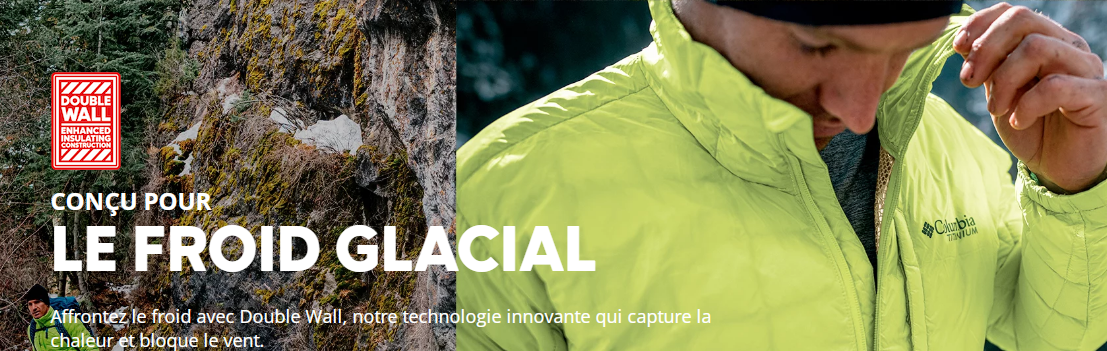 DOUBLE
WALL
ENHANCED
INSULATING
CONSTRUCTION
CONÇU POUR
LE FROID GLACIAL
Affrontez le froid avec Double Wall, notre technologie innovante qui capture la
chaleur et bloque le vent.
Columbia
TITANIUM